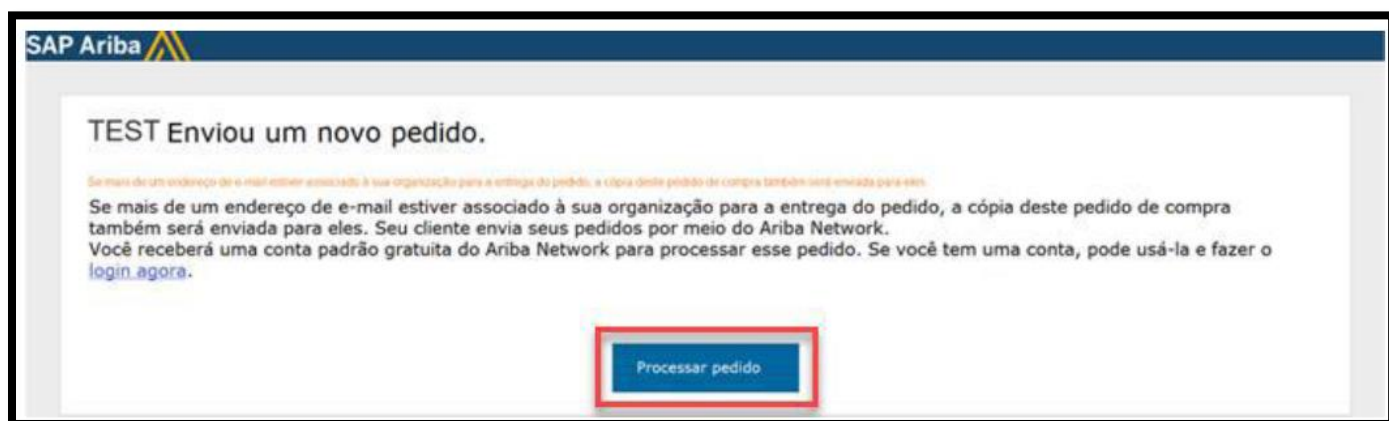 SAP Ariba
TEST Enviou um novo pedido.
Se mais de um endereço de e-mail estiver associado à sua organização para a entrega do pedido, a cópia deste pedido de compra também será enviada para eles.
Se mais de um endereço de e-mail estiver associado à sua organização para a entrega do pedido, a cópia deste pedido de compra
também será enviada para eles. Seu cliente envia seus pedidos por meio do Ariba Network.
Você receberá uma conta padrão gratuita do Ariba Network para processar esse pedido. Se você tem uma conta, pode usá-la e fazer o
login agora.
Processar pedido